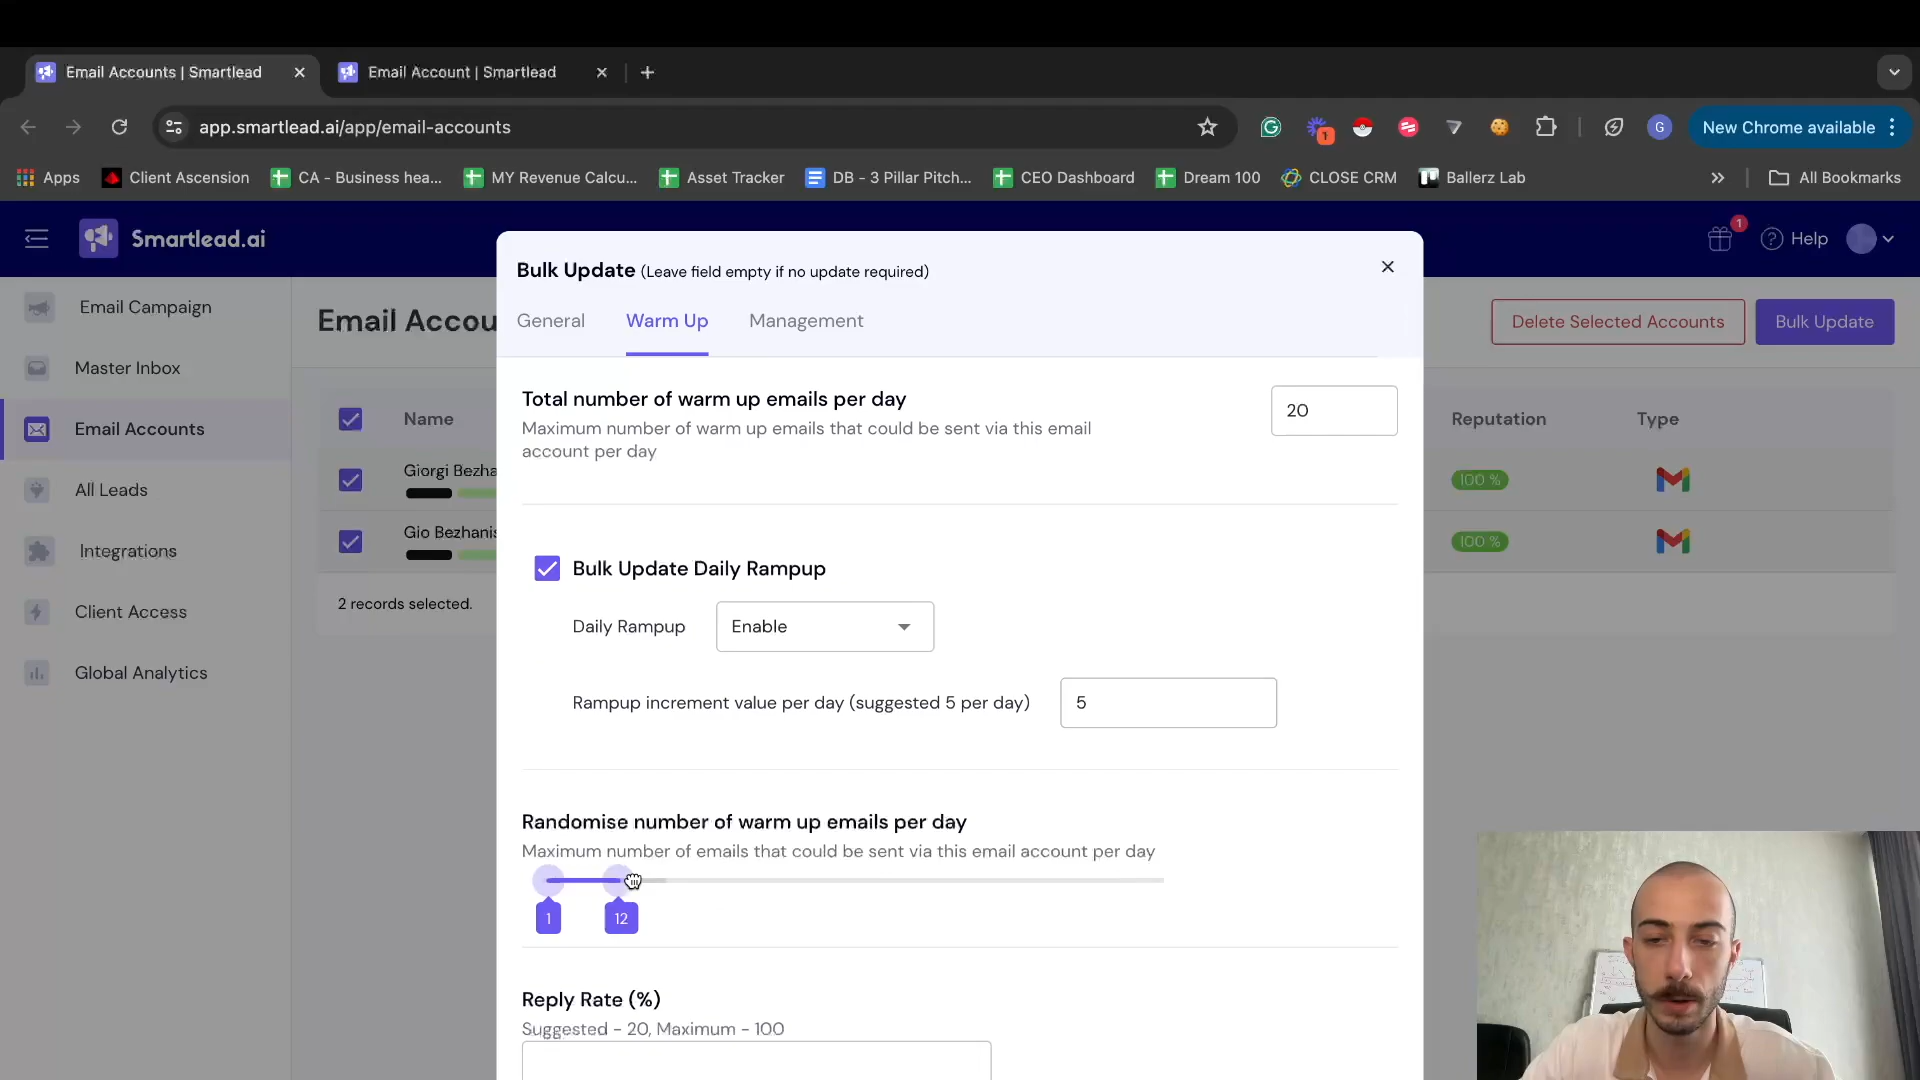 Email Accounts | Smartlead
Email Account | Smartlead
app.smartlead.ai/app/email-accounts
1
G
New Chrome available
Apps
Client Ascension
CA - Business hea...
MY Revenue Calcu...
Asset Tracker
DB - 3 Pillar Pitch...
CEO Dashboard
Dream 100
CLOSE CRM
Ballerz Lab
All Bookmarks
Smartlead.ai
1
Help
Email Campaign
Master Inbox
Email Accounts
All Leads
Integrations
Client Access
Global Analytics
Email Accou
Delete Selected Accounts
Bulk Update
Name
Reputation
Type
Giorgi Bezha
100 %
Gio Bezhanis
100 %
2 records selected.
Bulk Update (Leave field empty if no update required)
General
Warm Up
Management
Total number of warm up emails per day
Maximum number of warm up emails that could be sent via this email
account per day
20
Bulk Update Daily Rampup
Daily Rampup
Enable
Rampup increment value per day (suggested 5 per day)
5
Randomise number of warm up emails per day
Maximum number of emails that could be sent via this email account per day
1
12
Reply Rate (%)
Suggested - 20, Maximum - 100